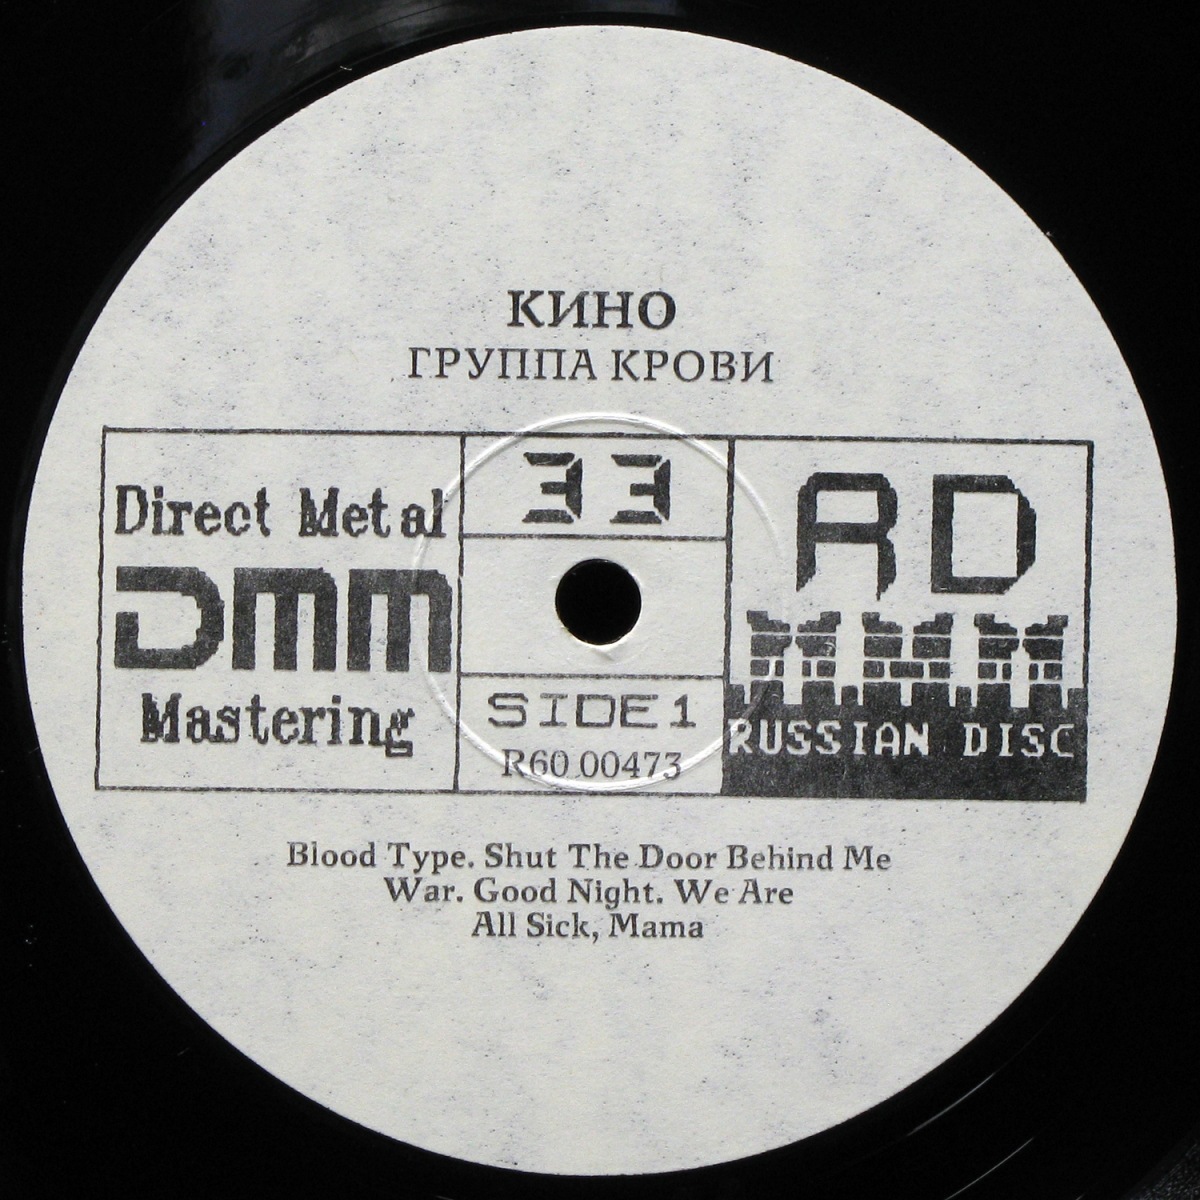 КИНО
ГРУППА КРОВИ
Direct Metal
DMM
Mastering
33
SIDE 1
R60 00473
RD
RUSSIAN DISC
Blood Type. Shut The Door Behind Me
War. Good Night. We Are
All Sick, Mama